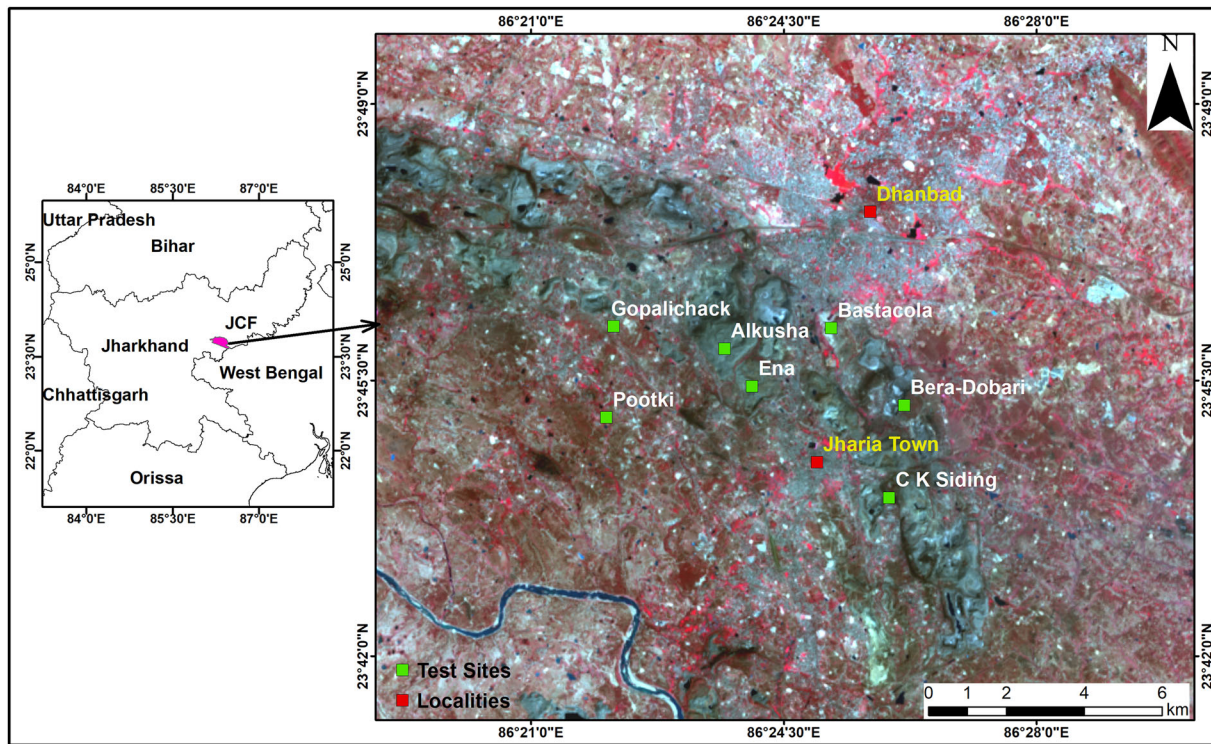 84°0'E 85°30'E 87°0'E
Uttar Pradesh
Bihar
25°0'N
25°0'N
JCF
Jharkhand
23°30'N
23°30'N
West Bengal
Chhattisgarh
22°0'N
22°0'N
Orissa
84°0'E 85°30'E 87°0'E
86°21'0"E 86°24'30"E 86°28'0"E
N
23°49'0"N
23°49'0"N
Dhanbad
Gopalichack
Bastacola
Alkusha
Ena
23°45'30"N
23°45'30"N
Bera-Dobari
Pootki
Jharia Town
C K Siding
23°42'0"N
23°42'0"N
Test Sites
Localities
0 1 2 4 6
km
86°21'0"E 86°24'30"E 86°28'0"E